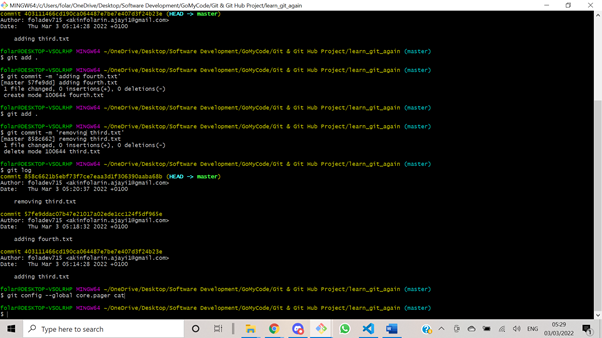 MINGW64:/c/Users/folar/OneDrive/Desktop/Software Development/GoMyCode/Git & Git Hub Project/learn_git_again
commit 403111466cd190ca064487e7be7e407d3f24b23e (HEAD -> master)
Author: foladev715 <akinfolarin.ajayi1@gmail.com>
Date: Thu Mar 3 05:14:28 2022 +0100
adding third.txt
folar@DESKTOP-VSOLRHP MINGW64 ~/OneDrive/Desktop/Software Development/GoMyCode/Git & Git Hub Project/learn_git_again (master)
$ git add .
folar@DESKTOP-VSOLRHP MINGW64 ~/OneDrive/Desktop/Software Development/GoMyCode/Git & Git Hub Project/learn_git_again (master)
$ git commit -m 'adding fourth.txt'
[master 57fe9dd] adding fourth.txt
1 file changed, 0 insertions(+), 0 deletions(-)
create mode 100644 fourth.txt
folar@DESKTOP-VSOLRHP MINGW64 ~/OneDrive/Desktop/Software Development/GoMyCode/Git & Git Hub Project/learn_git_again (master)
$ git add .
folar@DESKTOP-VSOLRHP MINGW64 ~/OneDrive/Desktop/Software Development/GoMyCode/Git & Git Hub Project/learn_git_again (master)
$ git commit -m 'removing third.txt'
[master 858c662] removing third.txt
1 file changed, 0 insertions(+), 0 deletions(-)
delete mode 100644 third.txt
folar@DESKTOP-VSOLRHP MINGW64 ~/OneDrive/Desktop/Software Development/GoMyCode/Git & Git Hub Project/learn_git_again (master)
$ git log
commit 858c6621b5ebf73f7ce7eaa3d1f306390aaba68b (HEAD -> master)
Author: foladev715 <akinfolarin.ajayi1@gmail.com>
Date: Thu Mar 3 05:20:37 2022 +0100
removing third.txt
commit 57fe9ddac07b47e21017a02ede1cc124f5df965e
Author: foladev715 <akinfolarin.ajayi1@gmail.com>
Date: Thu Mar 3 05:18:32 2022 +0100
adding fourth.txt
commit 403111466cd190ca064487e7be7e407d3f24b23e
Author: foladev715 <akinfolarin.ajayi1@gmail.com>
Date: Thu Mar 3 05:14:28 2022 +0100
adding third.txt
folar@DESKTOP-VSOLRHP MINGW64 ~/OneDrive/Desktop/Software Development/GoMyCode/Git & Git Hub Project/learn_git_again (master)
$ git config --global core.pager cat
folar@DESKTOP-VSOLRHP MINGW64 ~/OneDrive/Desktop/Software Development/GoMyCode/Git & Git Hub Project/learn_git_again (master)
$
Type here to search
ENG
05:29
03/03/2022